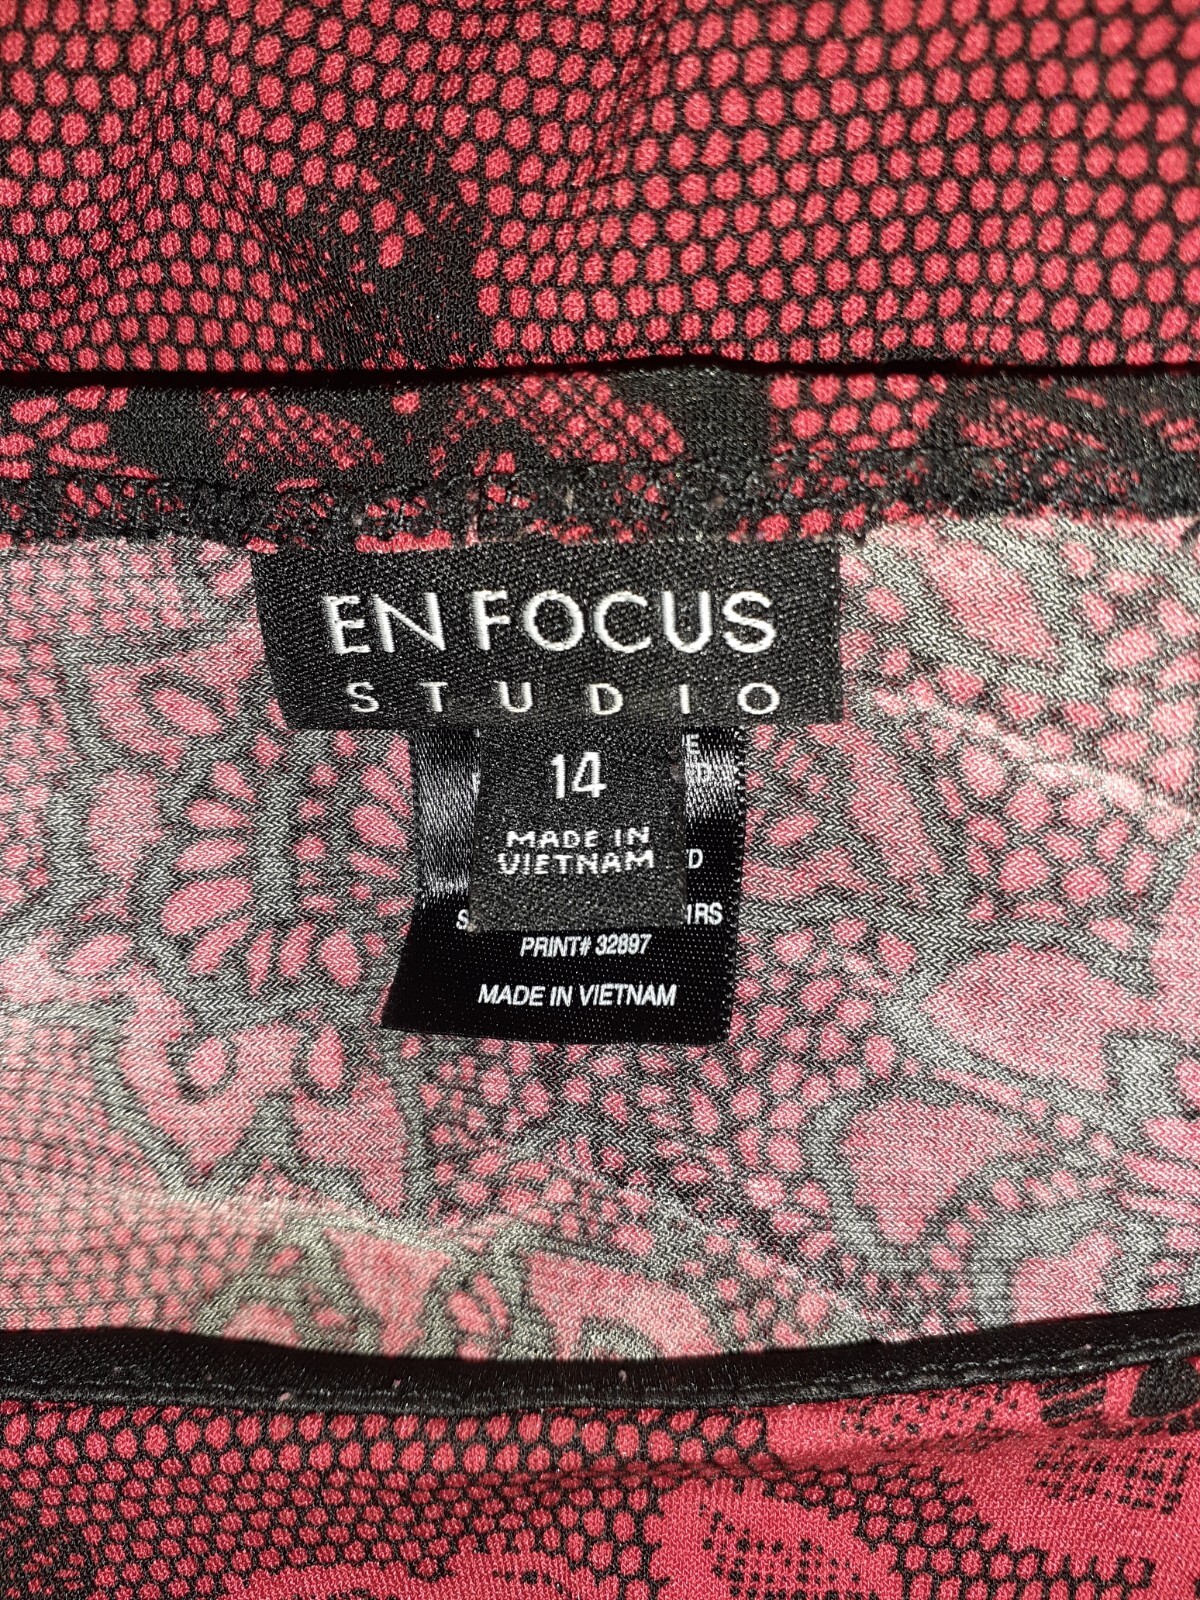 EN FOCUS
STUDIO
14
MADE IN
VIETNAM
PRINT# 32897
MADE IN VIETNAM